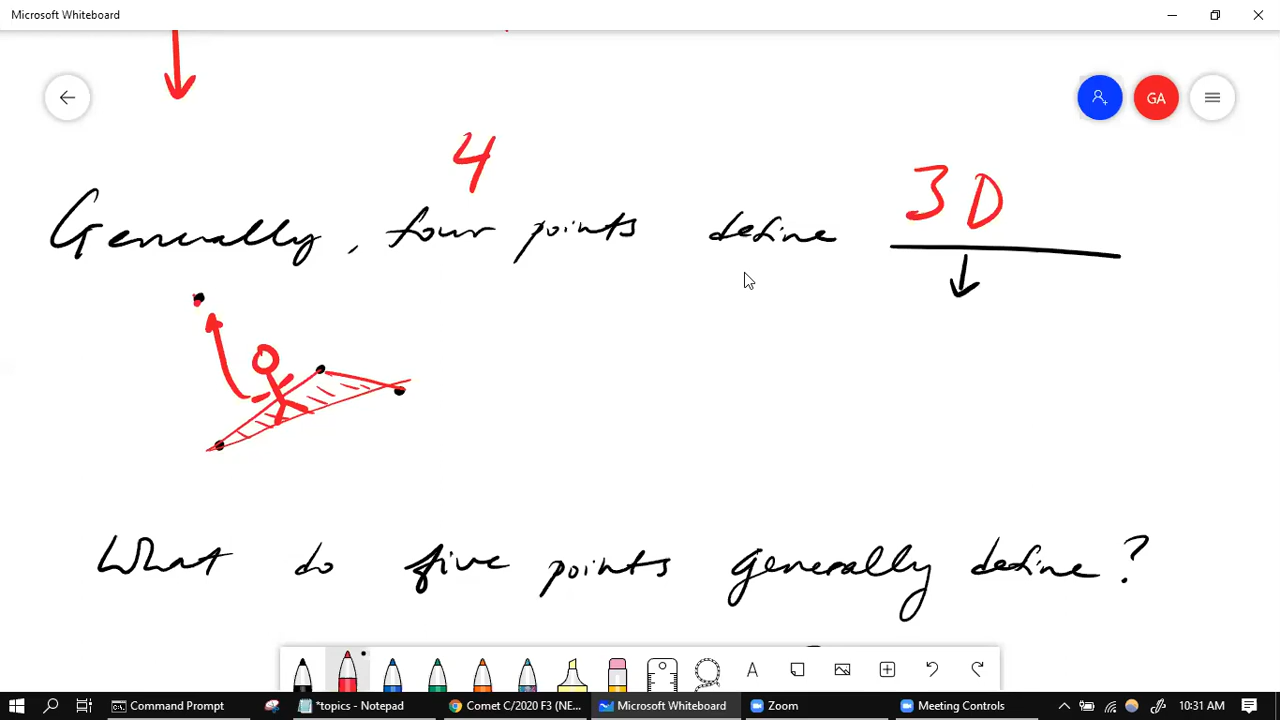 Microsoft Whiteboard
GA
4
3D
Generally, four points define
What do five points generally define?
A
Command Prompt
*topics - Notepad
Comet C/2020 F3 (NE...
Microsoft Whiteboard
Zoom
Meeting Controls
10:31 AM